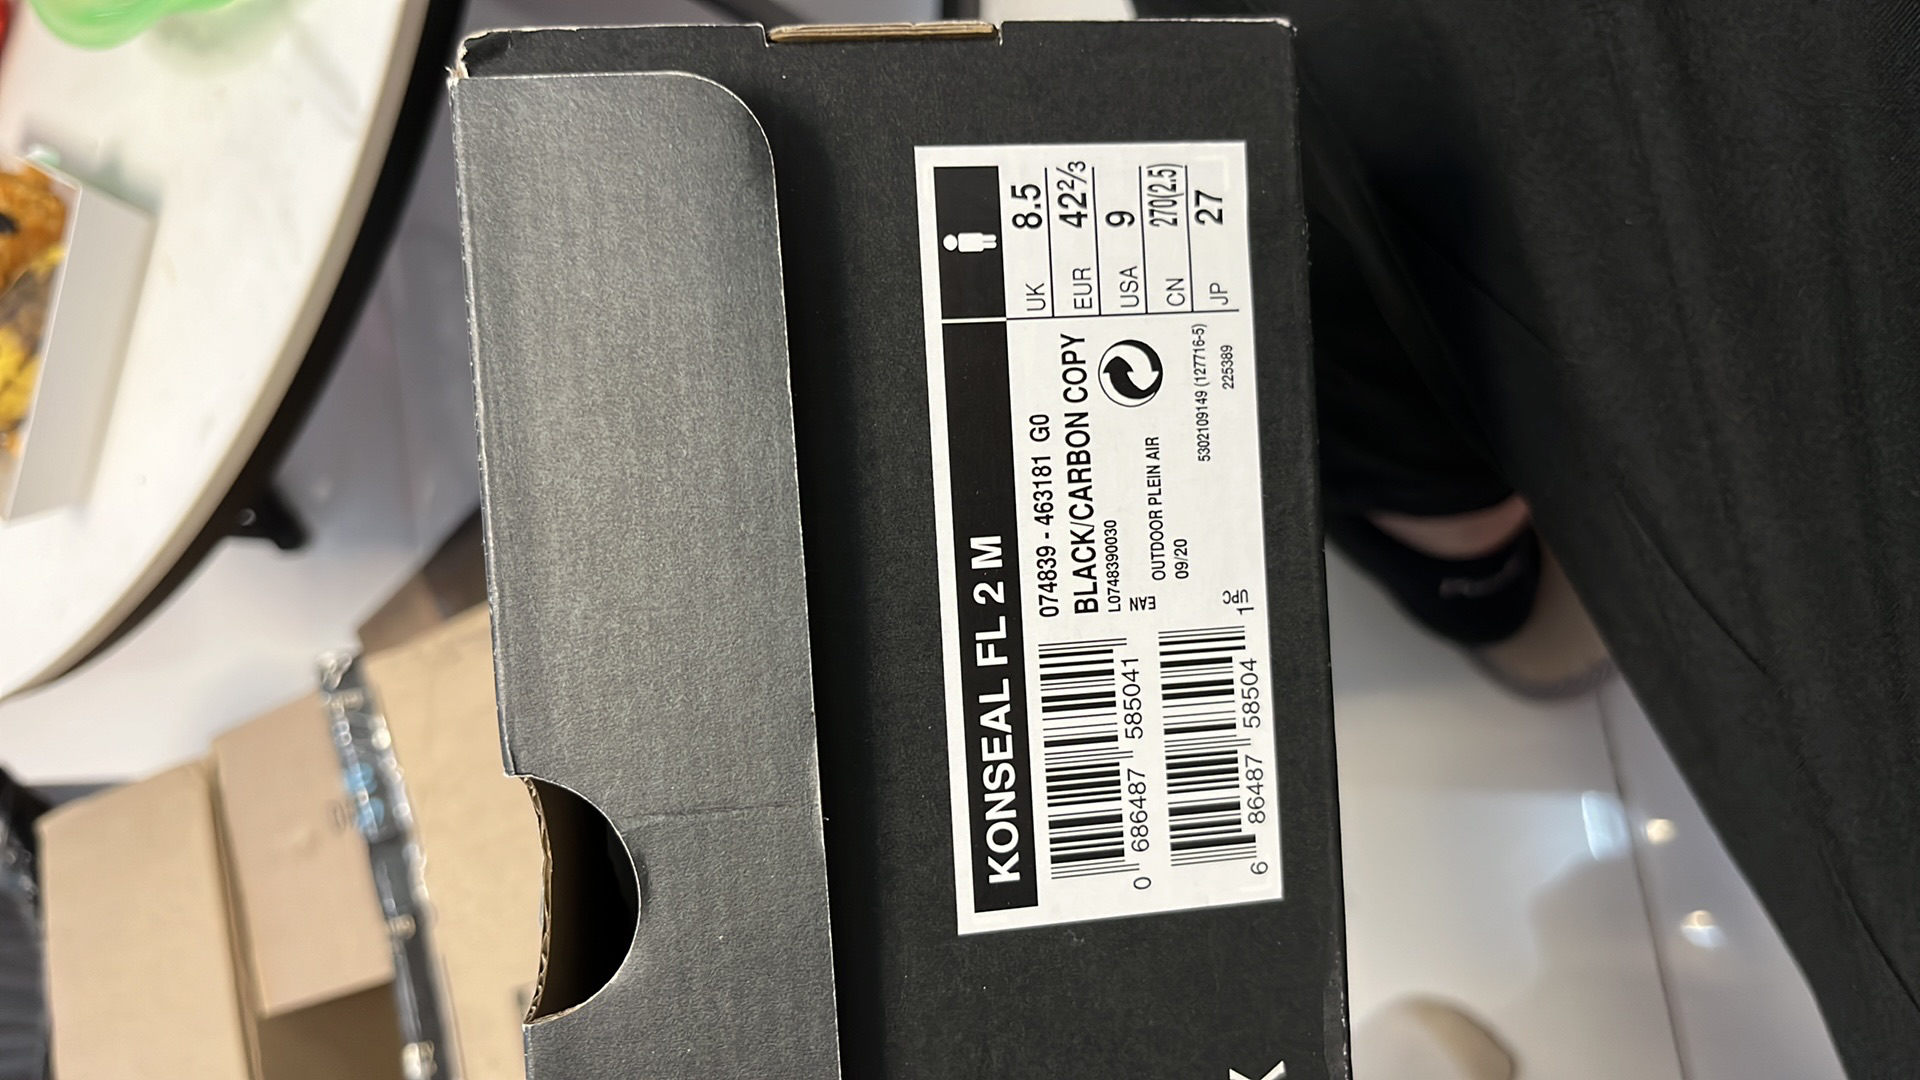 KONSEAL FL 2 M
074839 - 463181 G0
BLACK/CARBON COPY
L0748390030
EAN
OUTDOOR PLEIN AIR
09/20
5302109149 (127716-5)
225389
0 686487 585041
6 86487 58504 15
UK 8.5
EUR 42 2/3
USA 9
CN 270(2.5)
JP 27